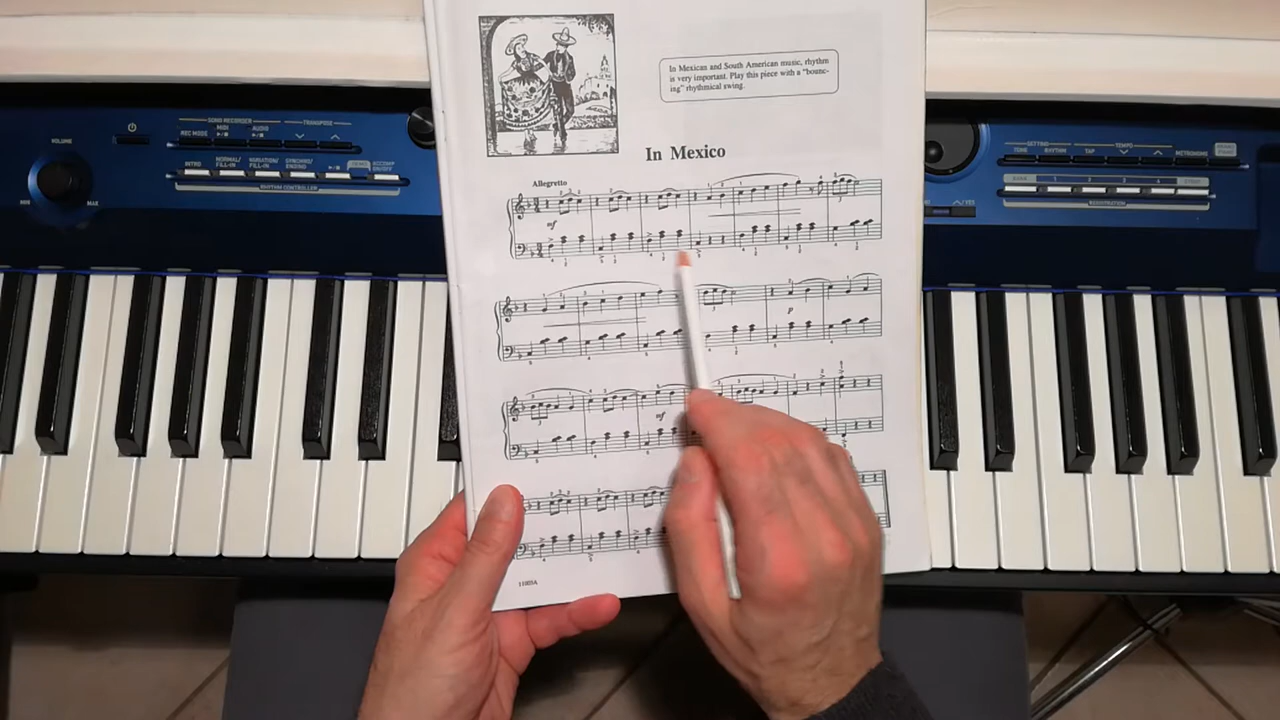 In Mexican and South American music, rhythm
is very important. Play this piece with a "bounc-
ing" rhythmical swing.
In Mexico
Allegretto
mf
p
mf
11005A
VOLUME
MIN
MAX
SONG RECORDER
TRANSPOSE
REC MODE
MIDI
AUDIO
INTRO
NORMAL/
FILL-IN
VARIATION/
FILL-IN
SYNCHRO/
ENDING
ACCOMP
ON/OFF
RHYTHM CONTROLLER
SETTING
TEMPO
TONE
RHYTHM
TAP
METRONOME
BANK
1
2
3
4
REGISTRATION